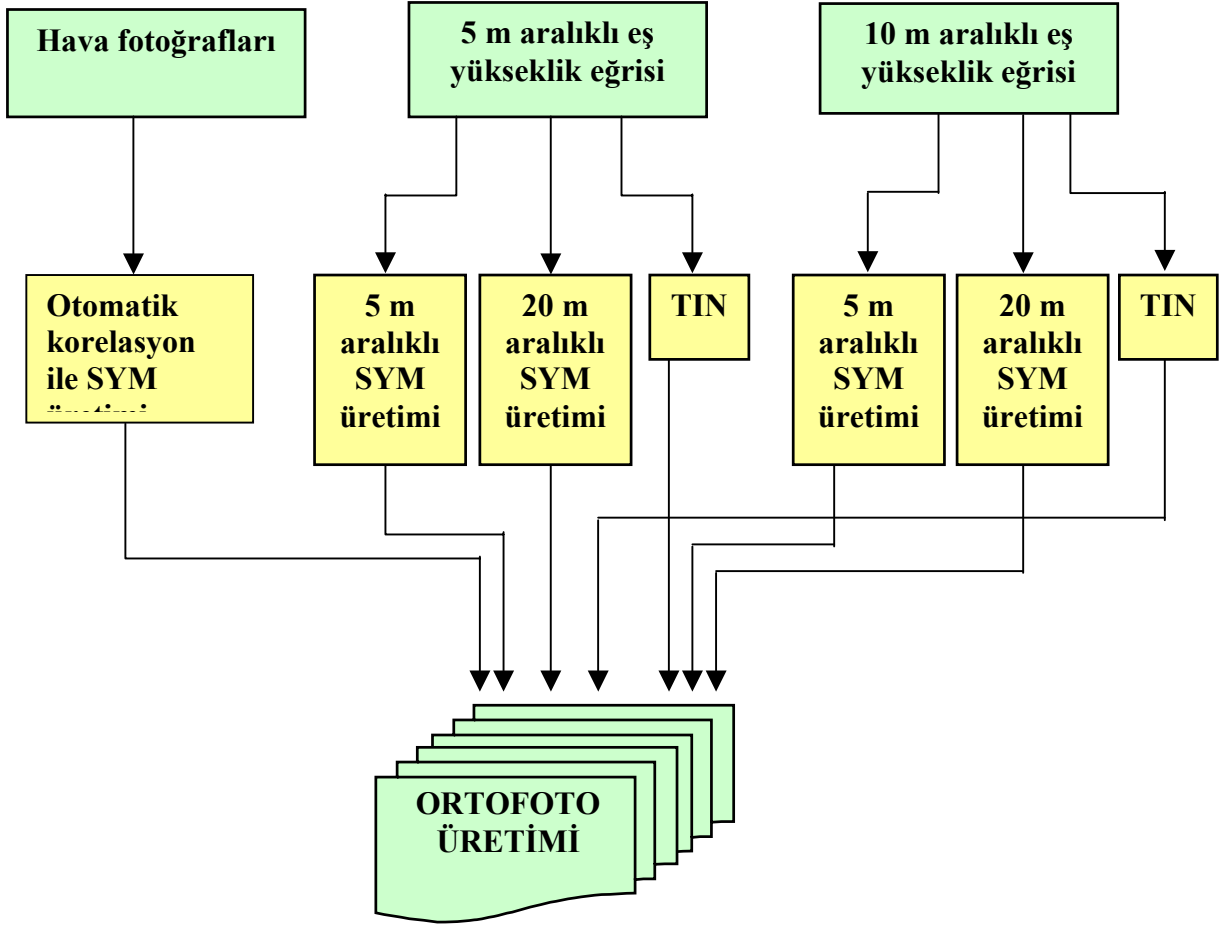 Hava fotoğrafları
5 m aralıklı eş
yükseklik eğrisi
10 m aralıklı eş
yükseklik eğrisi
Otomatik
korelasyon
ile SYM
üretimi
5 m
aralıklı
SYM
üretimi
20 m
aralıklı
SYM
üretimi
TIN
5 m
aralıklı
SYM
üretimi
20 m
aralıklı
SYM
üretimi
TIN
ORTOFOTO
ÜRETİMİ